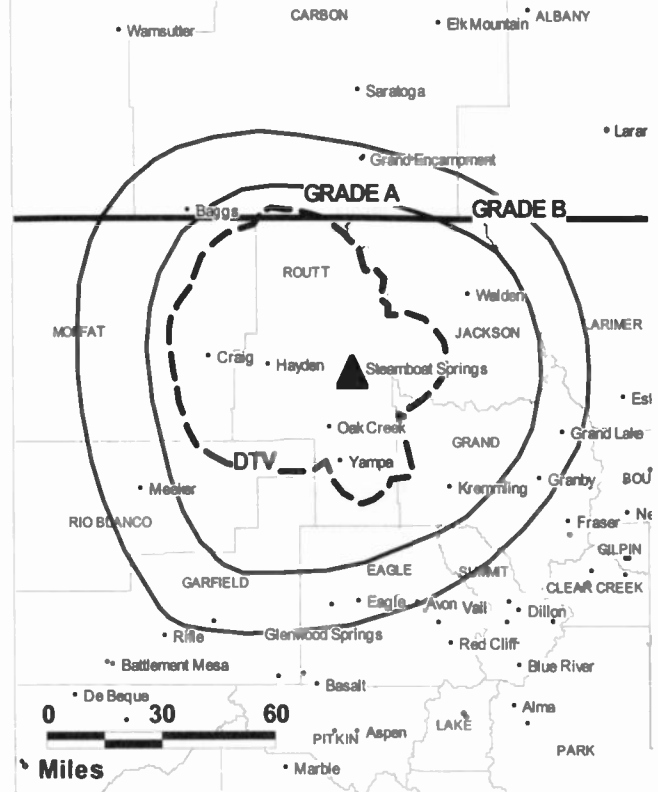 CARBON
ALBANY
Elk Mountain
Wamsutter
Saratoga
Larar
Grand Encampment
GRADE A
GRADE B
Baggs
ROUTT
Walden
MOFFAT
JACKSON
LARIMER
Craig
Hayden
Steamboat Springs
Est
Oak Creek
Grand Lake
GRAND
DTV
Yampa
Meeker
Kremmling
Granby
BOU
RIO BLANCO
Fraser
Ne
GILPIN
GARFIELD
EAGLE
SUMMIT
CLEAR CREEK
Eagle
Avon
Vail
Dillon
Rifle
Glenwood Springs
Red Cliff
Battlement Mesa
Blue River
Basalt
De Beque
Alma
0 30 60
LAKE
PITKIN
Aspen
PARK
Miles
Marble